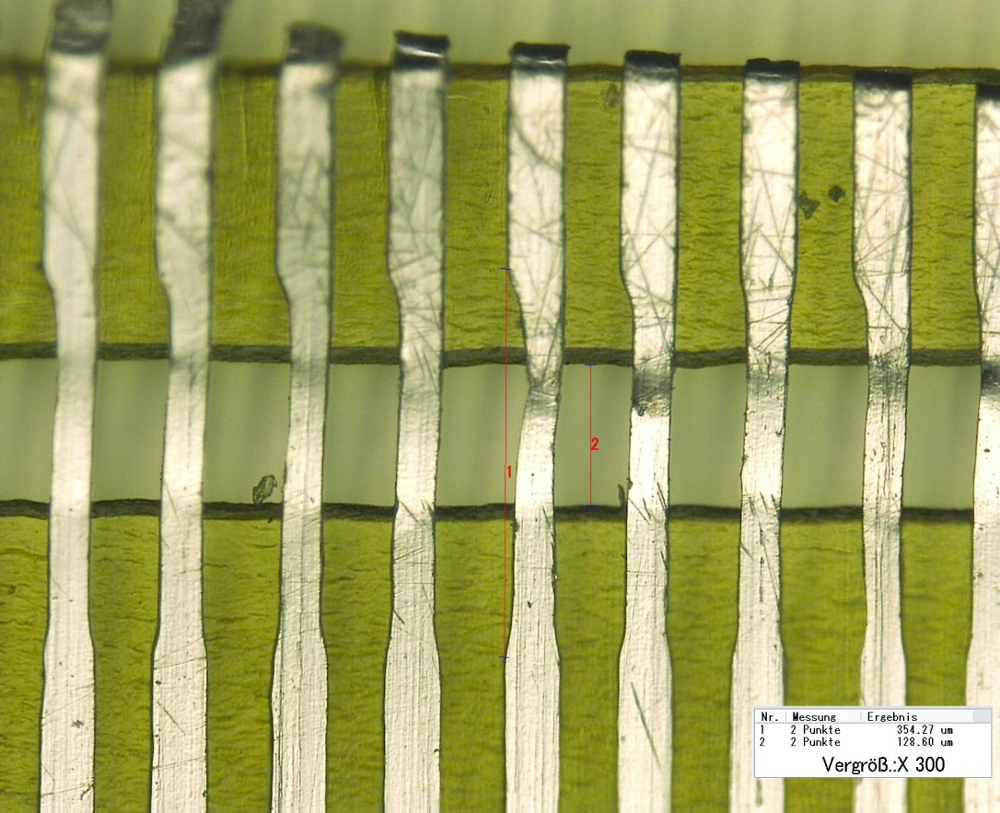 1
2
Nr. Messung Ergebnis
1 2 Punkte 354.27 um
2 2 Punkte 128.60 um
Vergröß.:X 300